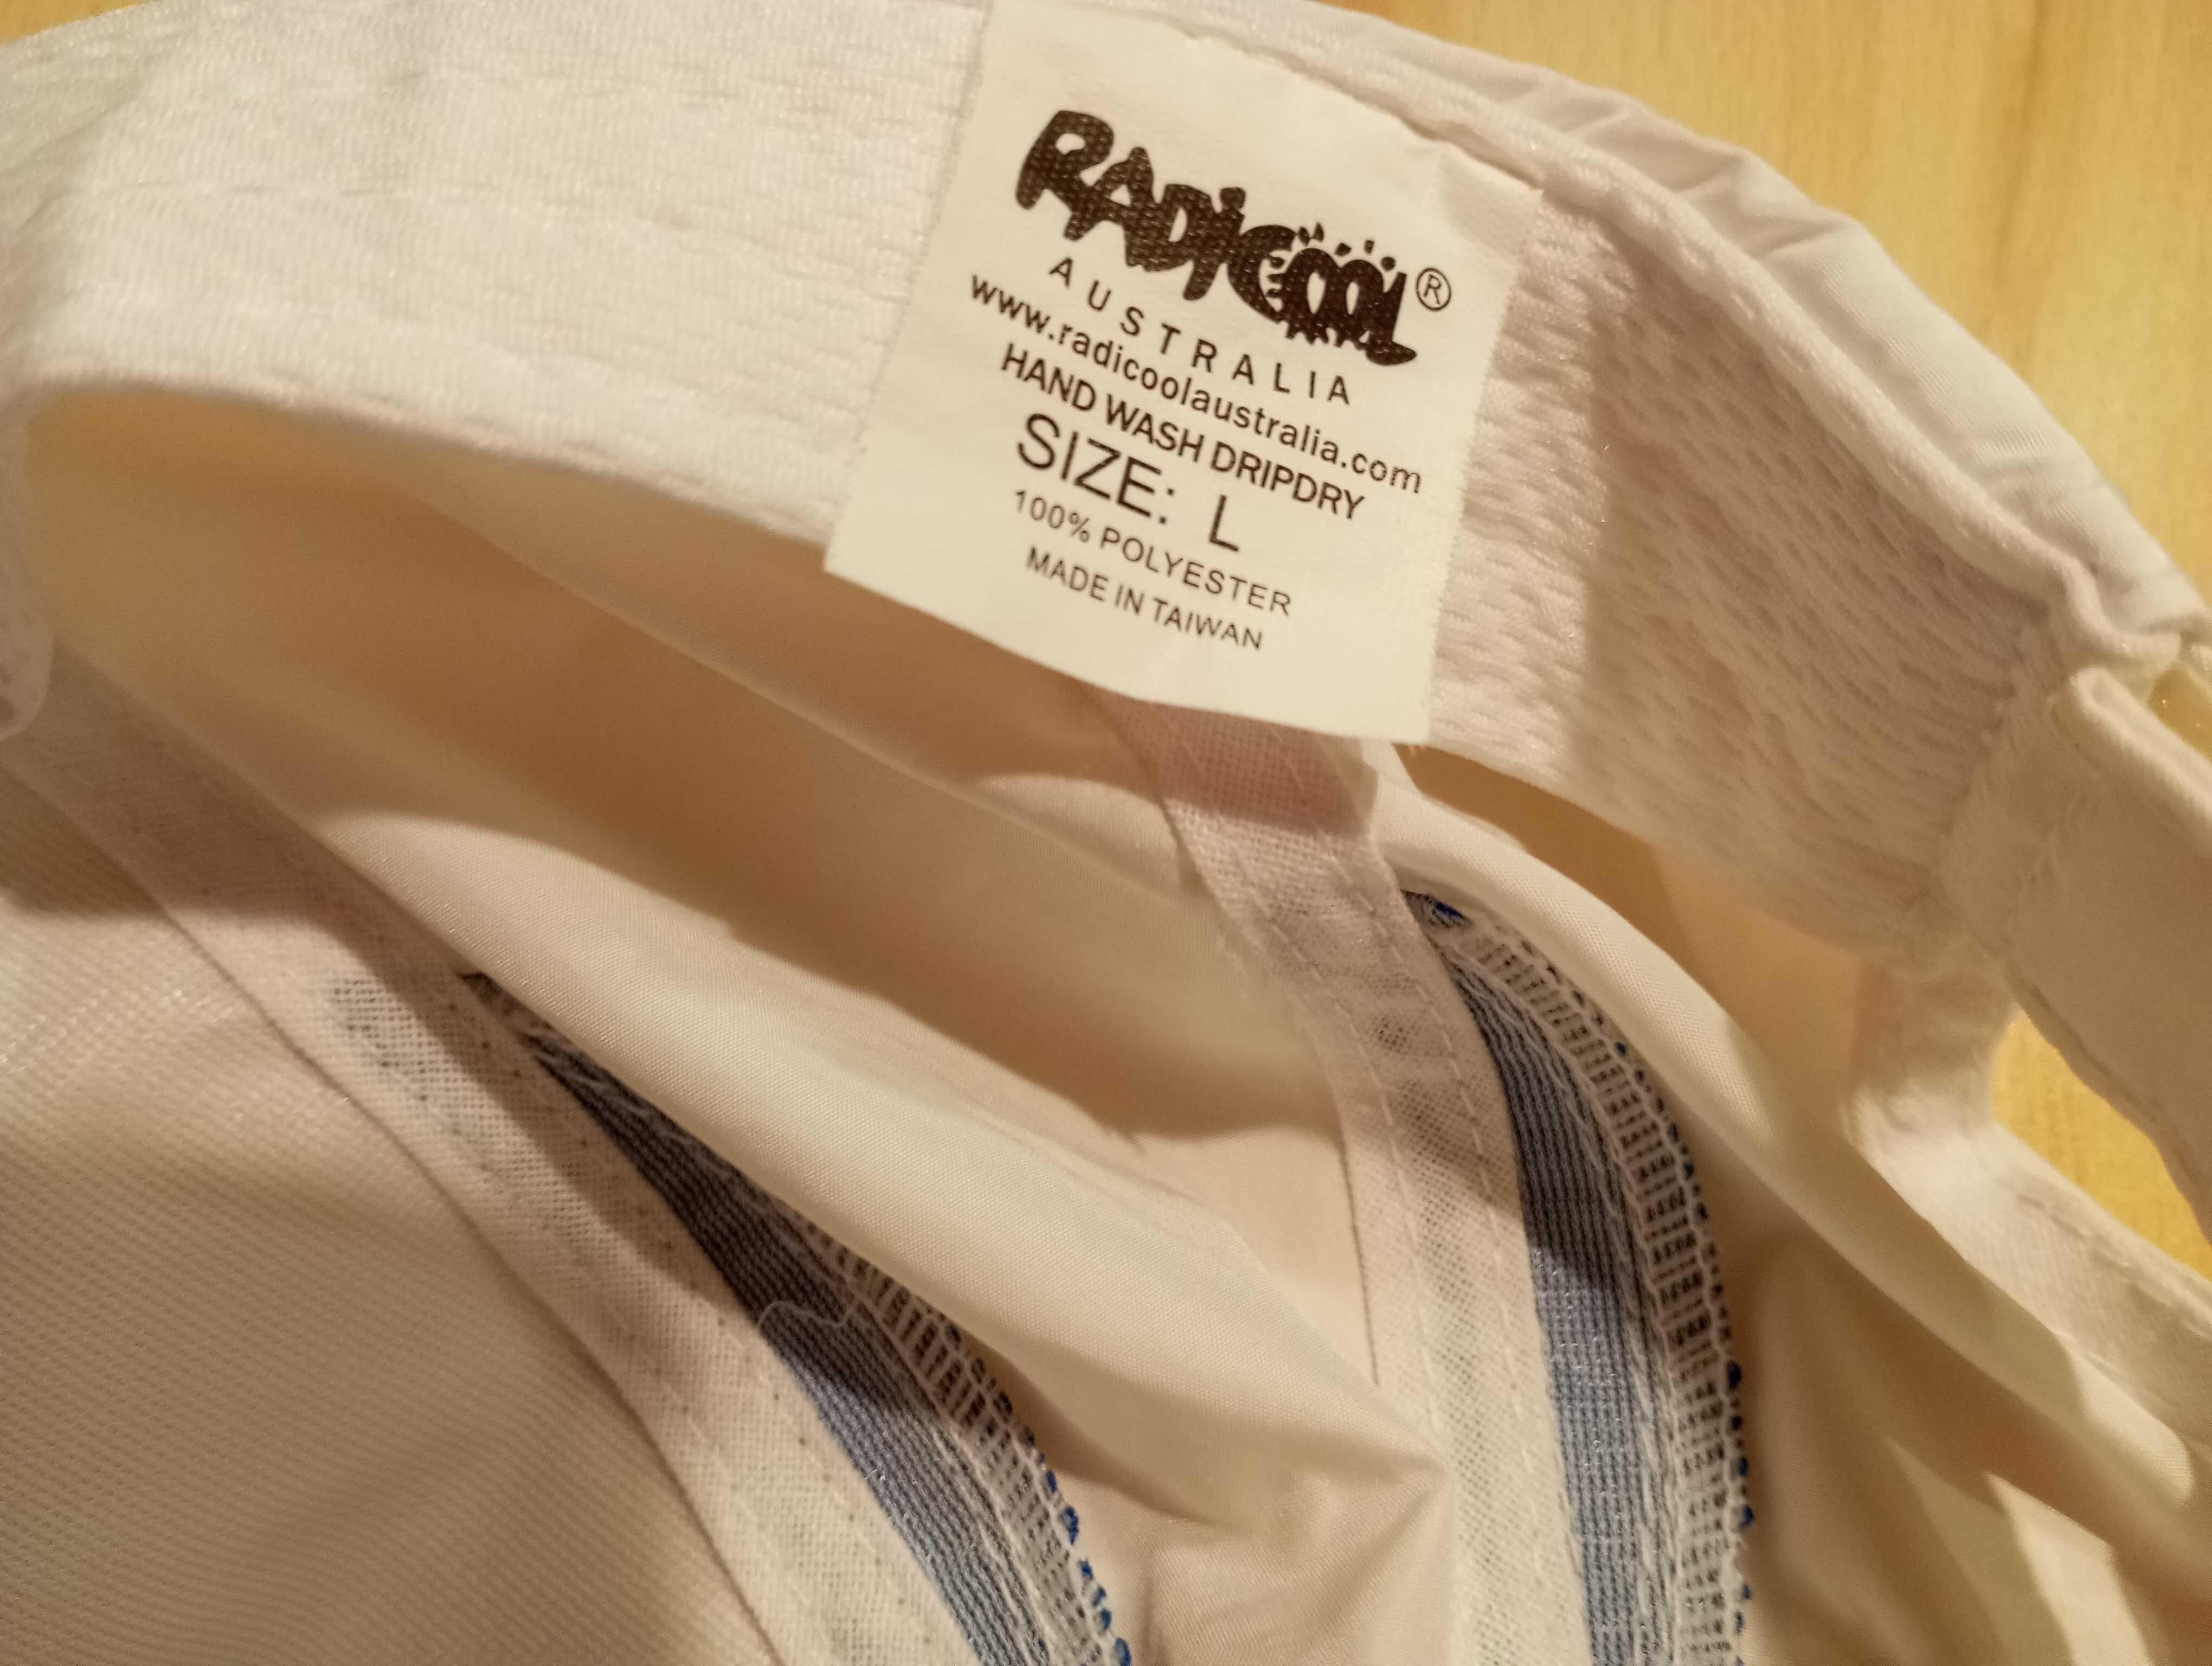 RADICOOL®
AUSTRALIA
www.radicoolaustralia.com
HAND WASH DRIPDRY
SIZE: L
100% POLYESTER
MADE IN TAIWAN